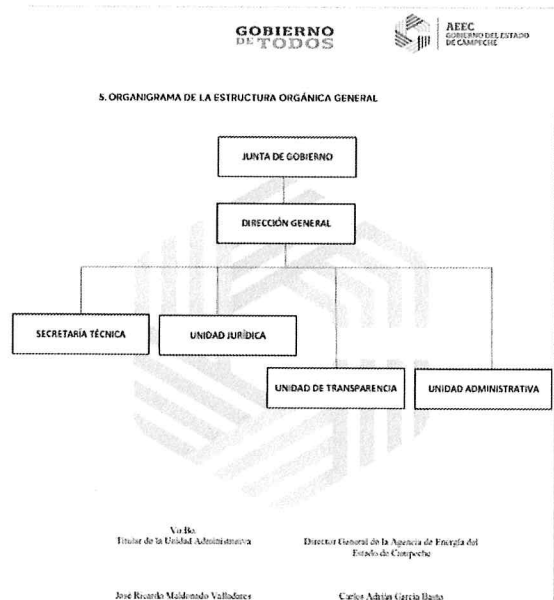 GOBIERNO
DE TODOS
AEEC
GOBIERNO DEL ESTADO
DE CAMPECHE
5. ORGANIGRAMA DE LA ESTRUCTURA ORGÁNICA GENERAL
JUNTA DE GOBIERNO
DIRECCIÓN GENERAL
SECRETARÍA TÉCNICA
UNIDAD JURÍDICA
UNIDAD DE TRANSPARENCIA
UNIDAD ADMINISTRATIVA
Vo Bo.
Titular de la Unidad Administrativa
Director General de la Agencia de Energía del
Estado de Campeche
José Ricardo Maldonado Valladares
Carlos Adrián García Basto